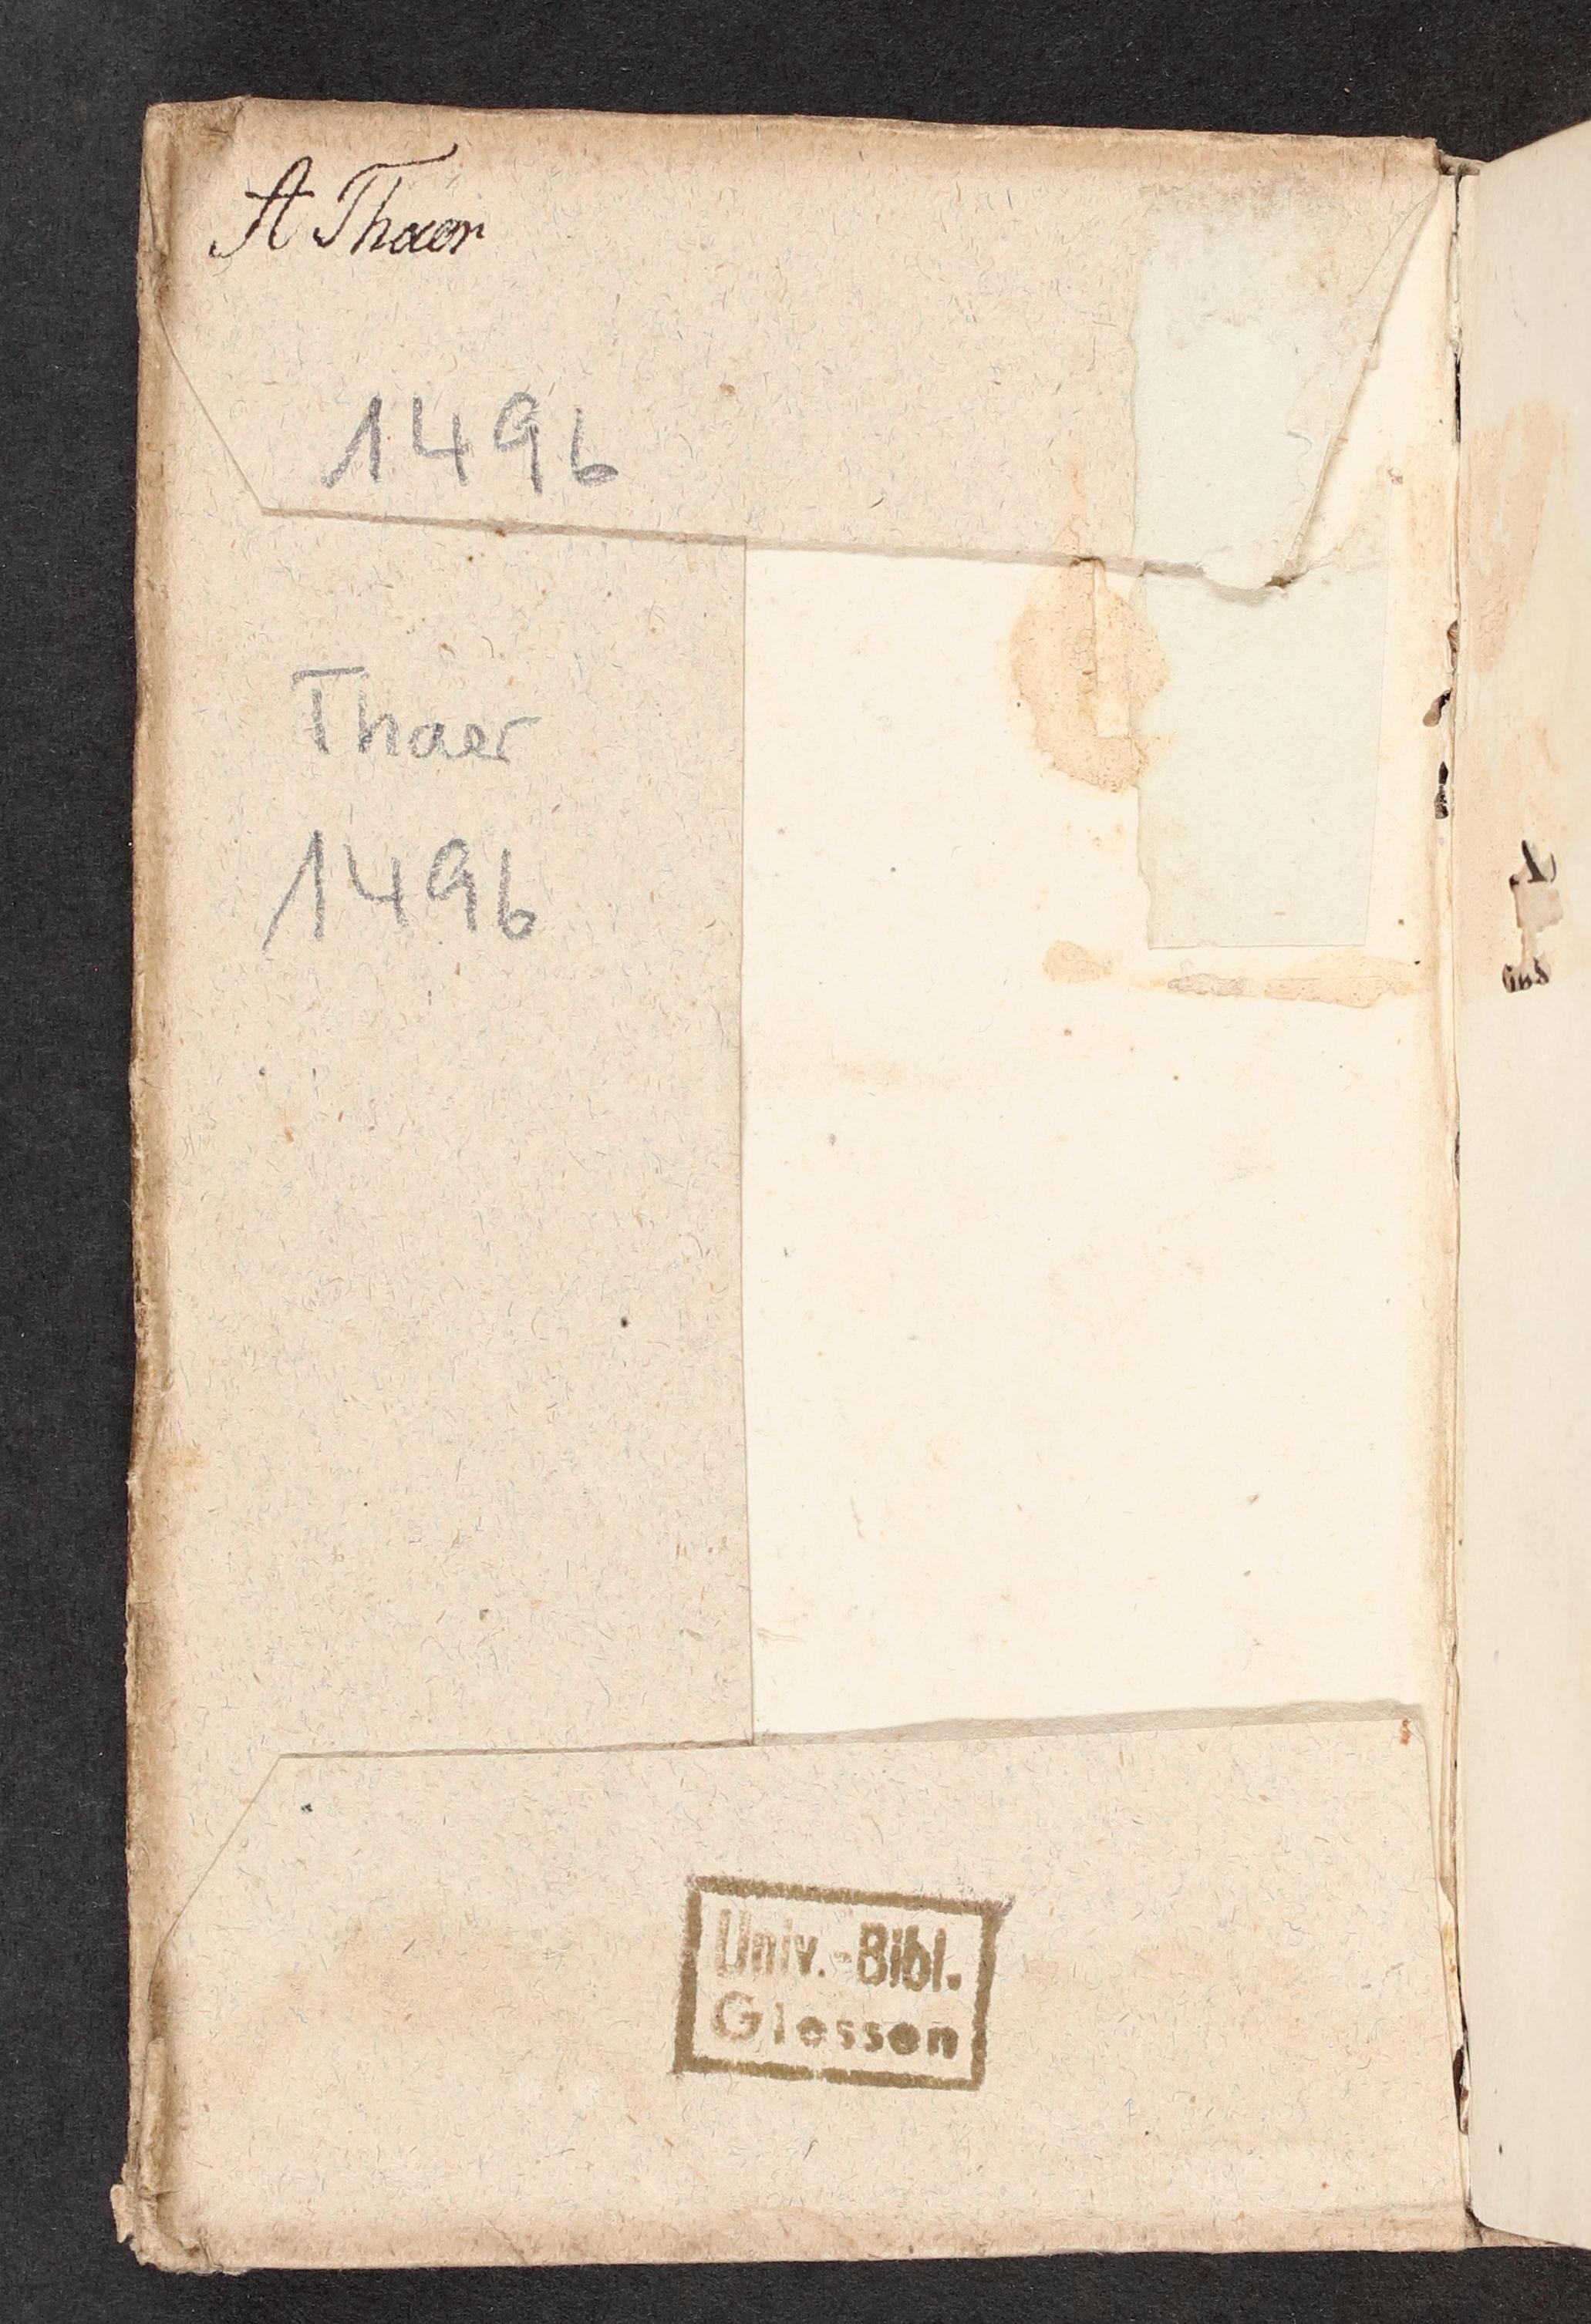 A Thaer
1496
Thaer
1496
Univ.-Bibl.
Giessen